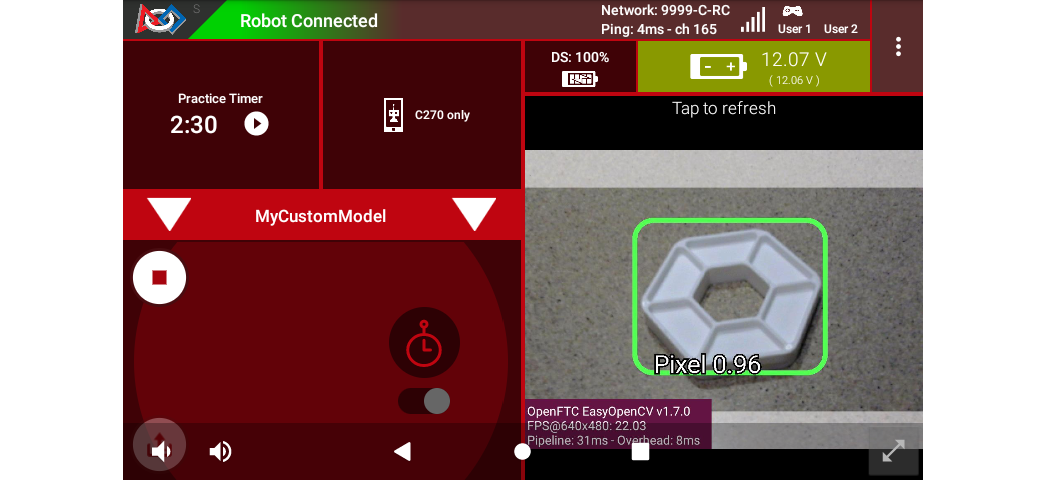 S
Robot Connected
Network: 9999-C-RC
Ping: 4ms - ch 165
User 1
User 2
Practice Timer
2:30
C270 only
DS: 100%
12.07 V
( 12.06 V )
Tap to refresh
MyCustomModel
Pixel 0.96
OpenFTC EasyOpenCV v1.7.0
FPS@640x480: 22.03
Pipeline: 31ms - Overhead: 8ms